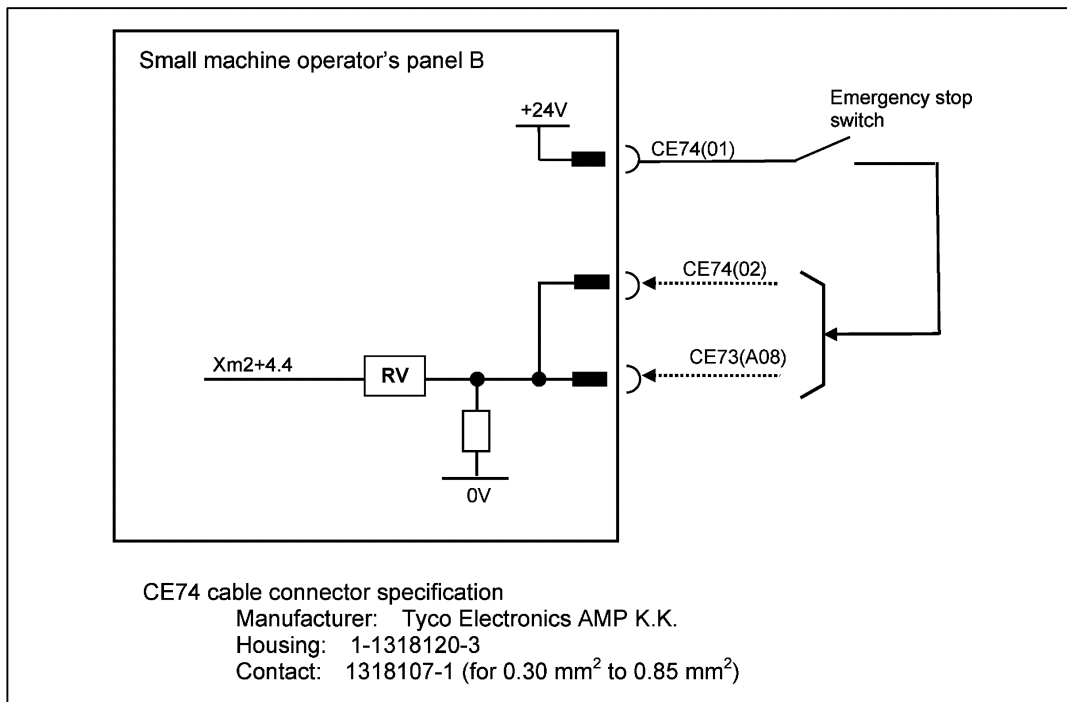 Small machine operator’s panel B
+24V
Emergency stop
switch
CE74(01)
CE74(02)
CE73(A08)
Xm2+4.4
RV
0V
CE74 cable connector specification
Manufacturer: Tyco Electronics AMP K.K.
Housing: 1-1318120-3
Contact: 1318107-1 (for 0.30 mm² to 0.85 mm²)